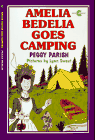 AMELIA
BEDELIA
GOES
CAMPING
PEGGY PARISH
Pictures by Lynn Sweat